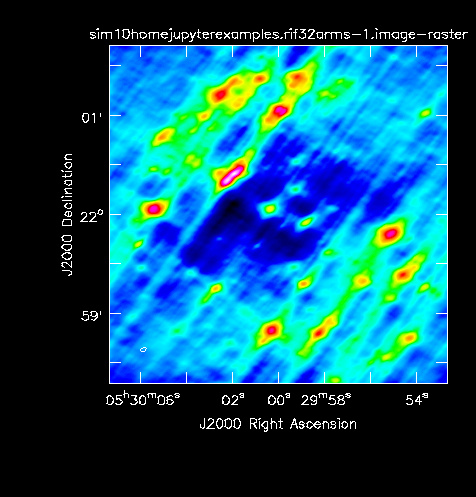 sim10homejupyterexamples.rif32arms-1.image-raster
01'
22°
59'
J2000 Declination
05ʰ30ᵐ06ˢ 02ˢ 00ˢ 29ᵐ58ˢ 54ˢ
J2000 Right Ascension